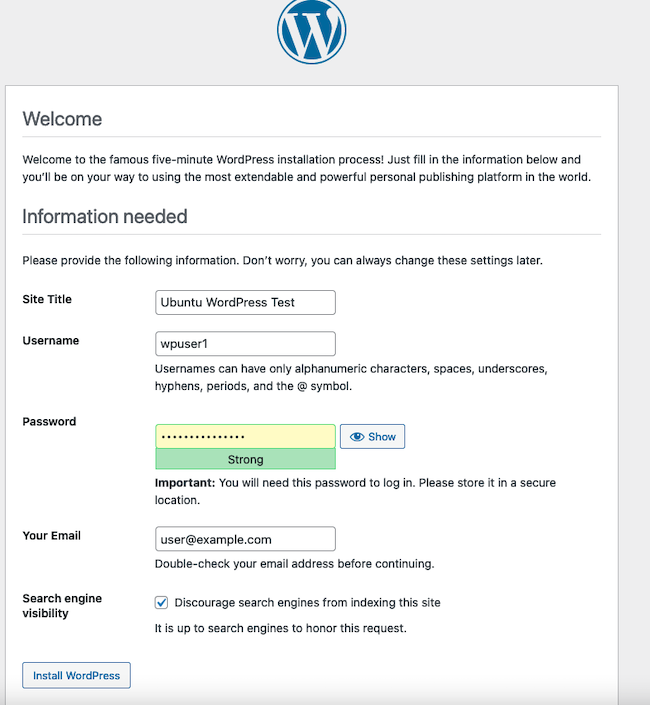 Welcome
Welcome to the famous five-minute WordPress installation process! Just fill in the information below and
you’ll be on your way to using the most extendable and powerful personal publishing platform in the world.
Information needed
Please provide the following information. Don’t worry, you can always change these settings later.
Site Title
Ubuntu WordPress Test
Username
wpuser1
Usernames can have only alphanumeric characters, spaces, underscores,
hyphens, periods, and the @ symbol.
Password
•••••••••••••••
Show
Strong
Important: You will need this password to log in. Please store it in a secure
location.
Your Email
user@example.com
Double-check your email address before continuing.
Search engine
visibility
Discourage search engines from indexing this site
It is up to search engines to honor this request.
Install WordPress